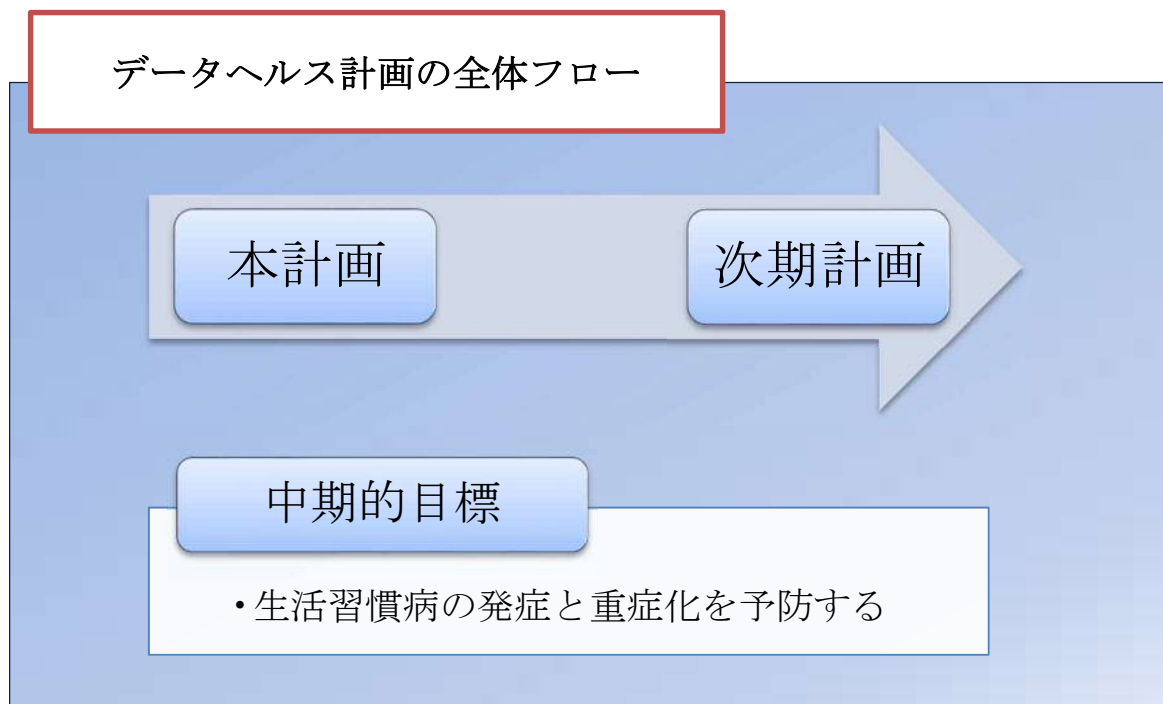 データヘルス計画の全体フロー
本計画
次期計画
中期的目標
・生活習慣病の発症と重症化を予防する